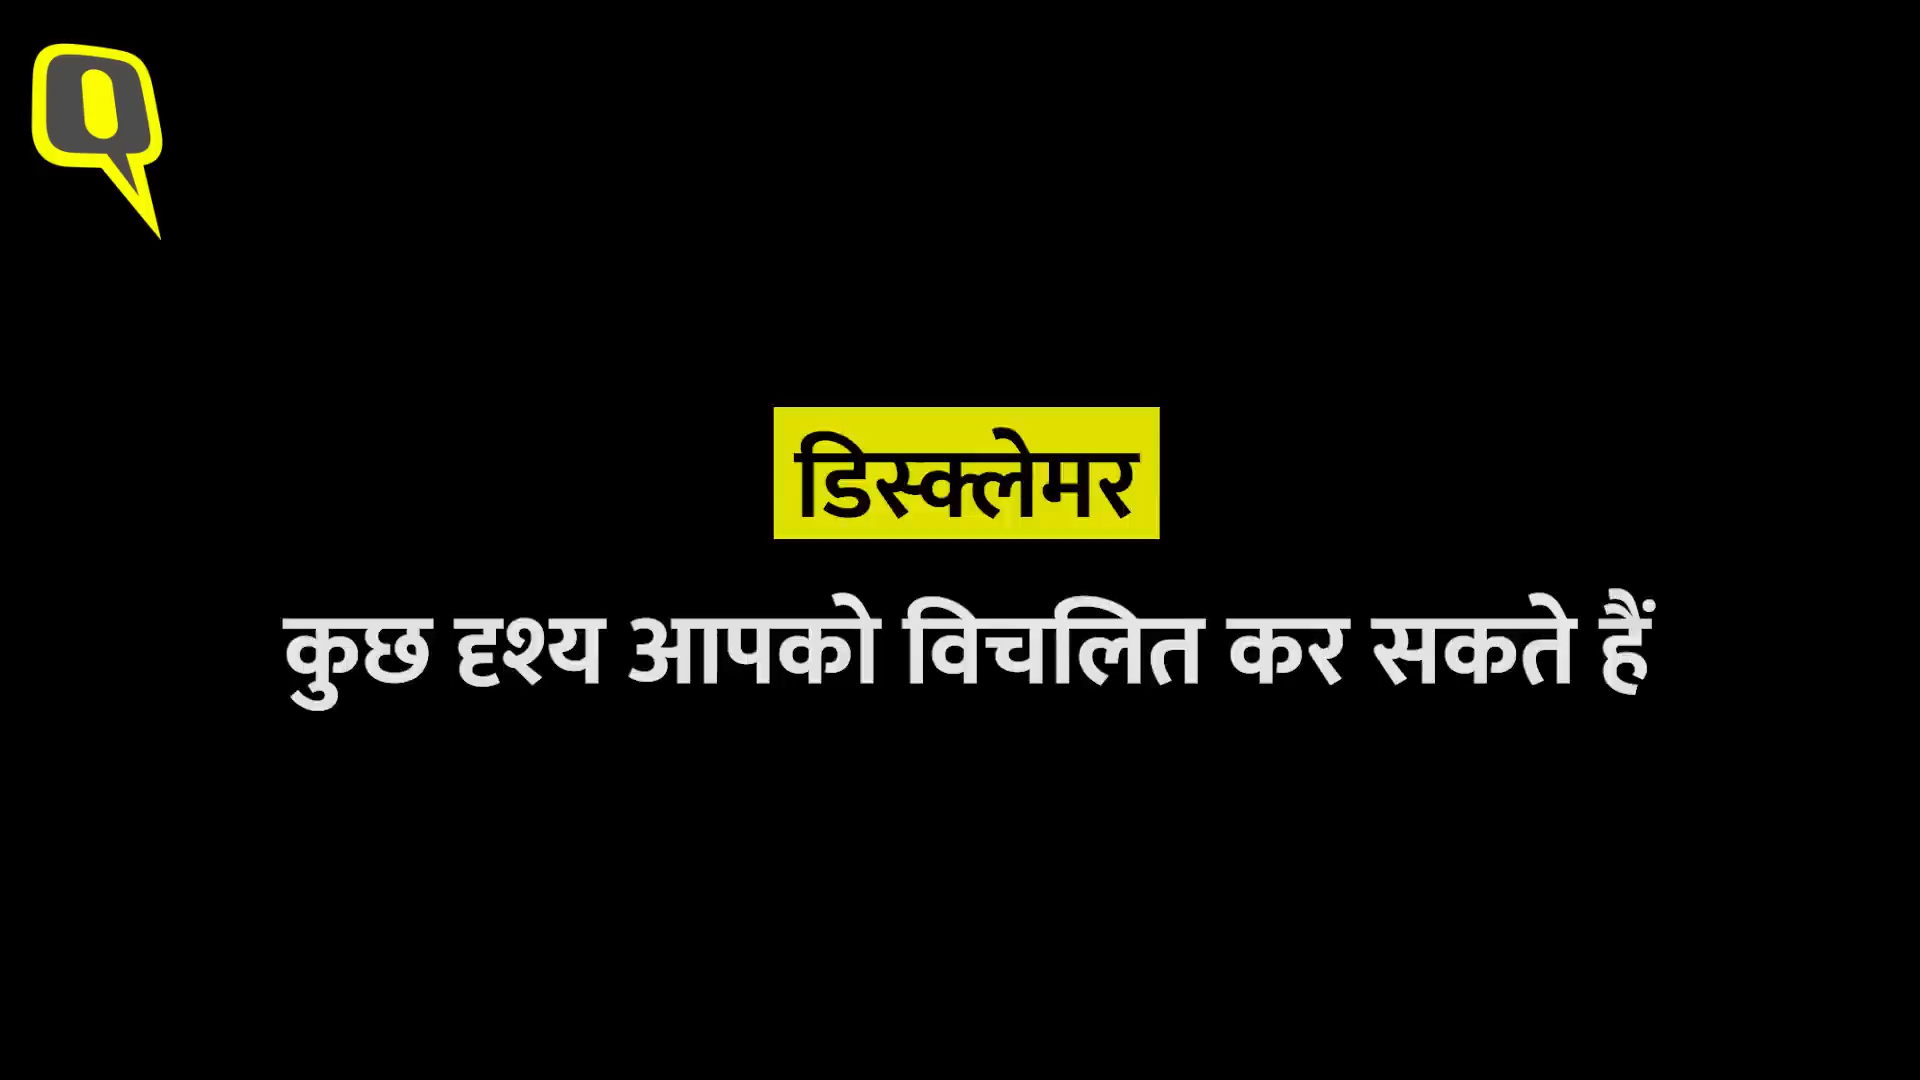 डिस्क्लेमर
कुछ दृश्य आपको विचलित कर सकते हैं